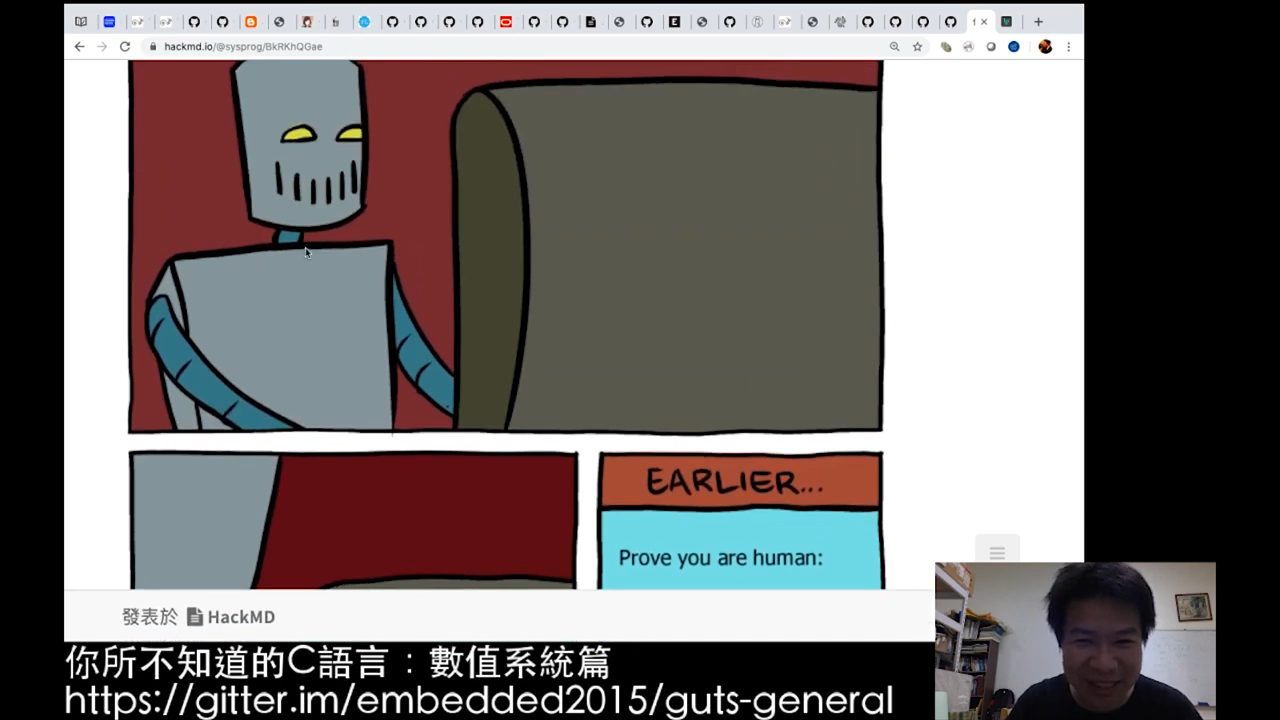 hackmd.io/@sysprog/BkRKhQGae
EARLIER...
Prove you are human:
發表於 HackMD
你所不知道的C語言：數值系統篇
https://gitter.im/embedded2015/guts-general